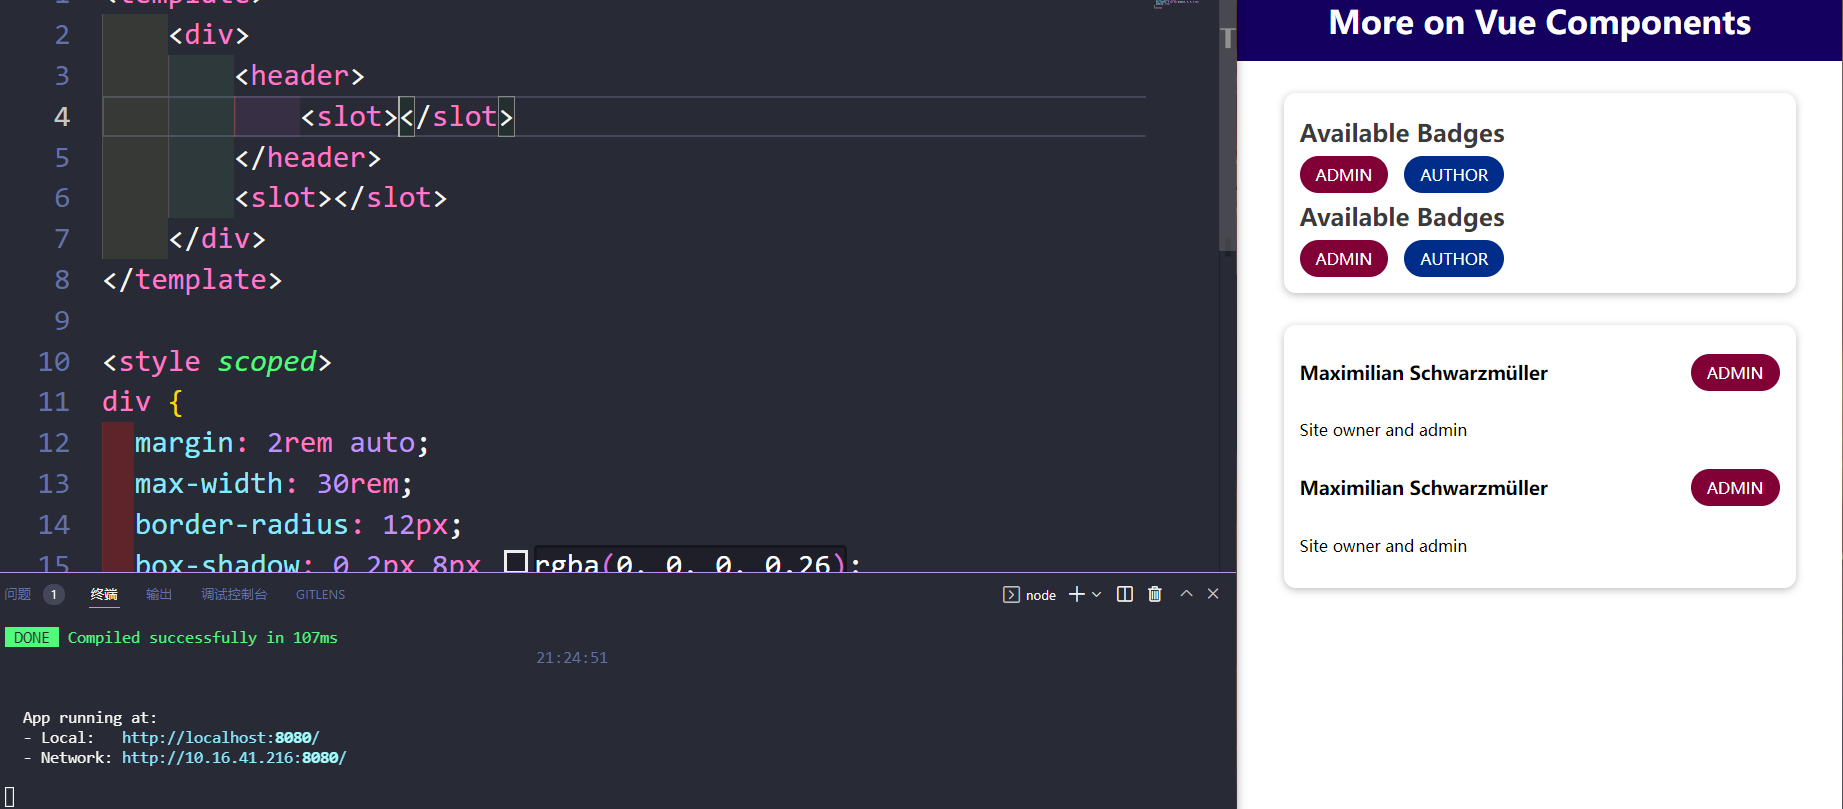 1 <template>
2 <div>
3 <header>
4 <slot></slot>
5 </header>
6 <slot></slot>
7 </div>
8 </template>
9
10 <style scoped>
11 div {
12 margin: 2rem auto;
13 max-width: 30rem;
14 border-radius: 12px;
15 box-shadow: 0 2px 8px rgba(0, 0, 0, 0.26);
问题 1 终端 输出 调试控制台 GITLENS node
DONE Compiled successfully in 107ms
21:24:51
App running at:
- Local: http://localhost:8080/
- Network: http://10.16.41.216:8080/
T
More on Vue Components
Available Badges
ADMIN AUTHOR
Available Badges
ADMIN AUTHOR
Maximilian Schwarzmüller ADMIN
Site owner and admin
Maximilian Schwarzmüller ADMIN
Site owner and admin